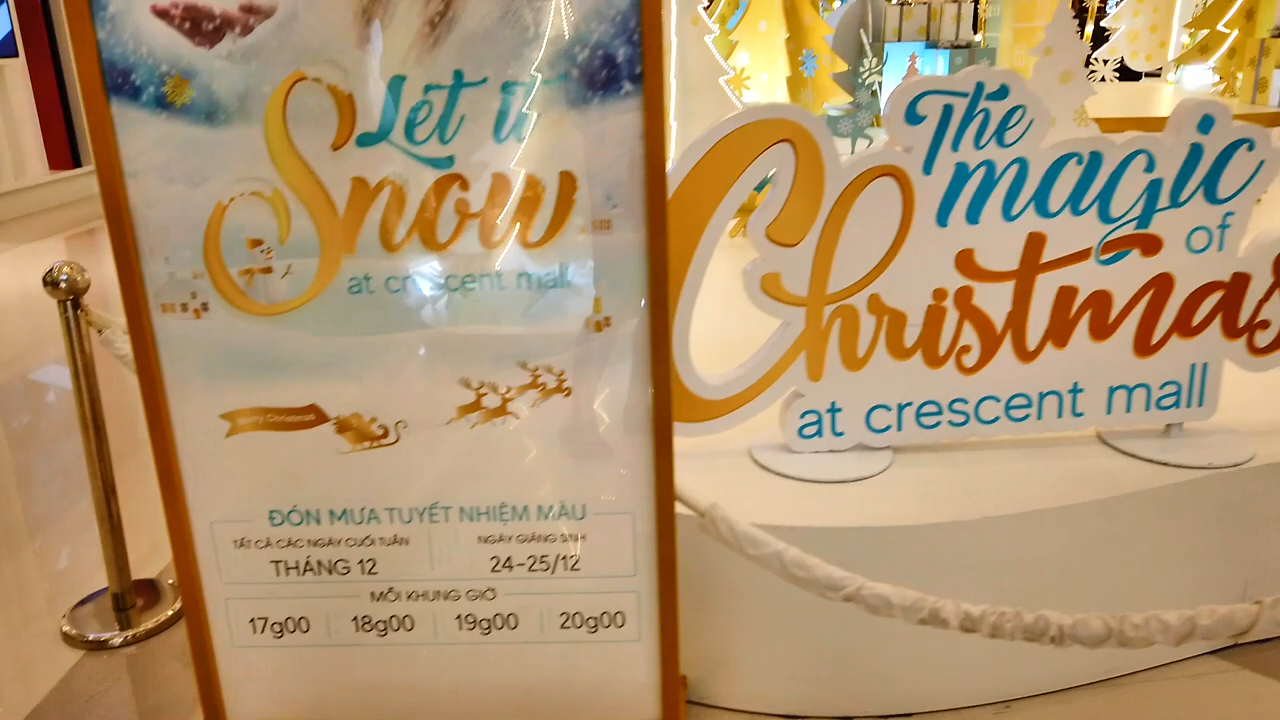 Let it
Snow
at crescent mall
Merry Christmas
ĐÓN MƯA TUYẾT NHIỆM MÀU
TẤT CẢ CÁC NGÀY CUỐI TUẦN
THÁNG 12
NGÀY GIÁNG SINH
24-25/12
MỖI KHUNG GIỜ
17g00 18g00 19g00 20g00
The
magic
of
Christmas
at crescent mall